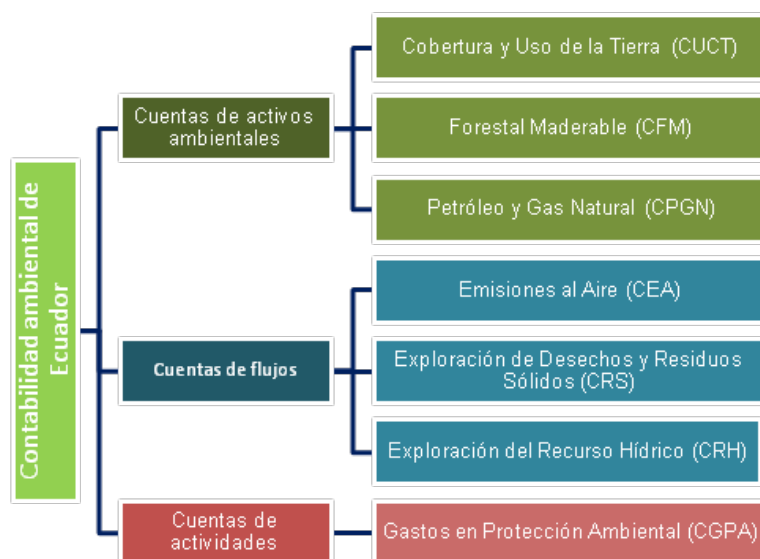 Contabilidad ambiental de
Ecuador
Cuentas de activos
ambientales
Cobertura y Uso de la Tierra (CUCT)
Forestal Maderable (CFM)
Petróleo y Gas Natural (CPGN)
Cuentas de flujos
Emisiones al Aire (CEA)
Exploración de Desechos y Residuos
Sólidos (CRS)
Exploración del Recurso Hídrico (CRH)
Cuentas de
actividades
Gastos en Protección Ambiental (CGPA)